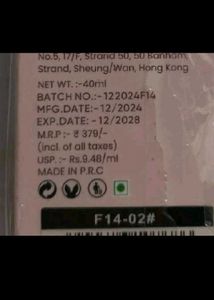 No.5, 17/F, Strand 50, 50 Bonham
Strand, Sheung/Wan, Hong Kong
NET WT. :-40ml
BATCH NO.:-122024F14
MFG.DATE:- 12/2024
EXP.DATE:- 12/2028
M.R.P :- ₹ 379/-
(incl. of all taxes)
USP. :- Rs.9.48/ml
MADE IN P.R.C
F14-02#